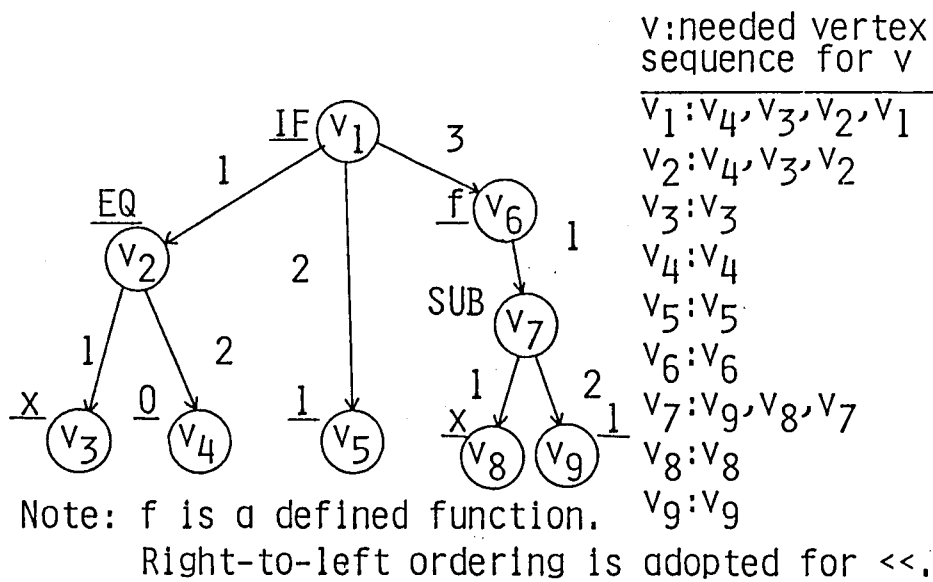 v:needed vertex
sequence for v
v1:v4,v3,v2,v1
v2:v4,v3,v2
v3:v3
v4:v4
v5:v5
v6:v6
v7:v9,v8,v7
v8:v8
v9:v9
IF v1
1
2
3
EQ
v2
f v6
1
SUB
v7
1
2
1
2
x v3
0 v4
1 v5
x v8
v9 1
Note: f is a defined function.
Right-to-left ordering is adopted for <<.